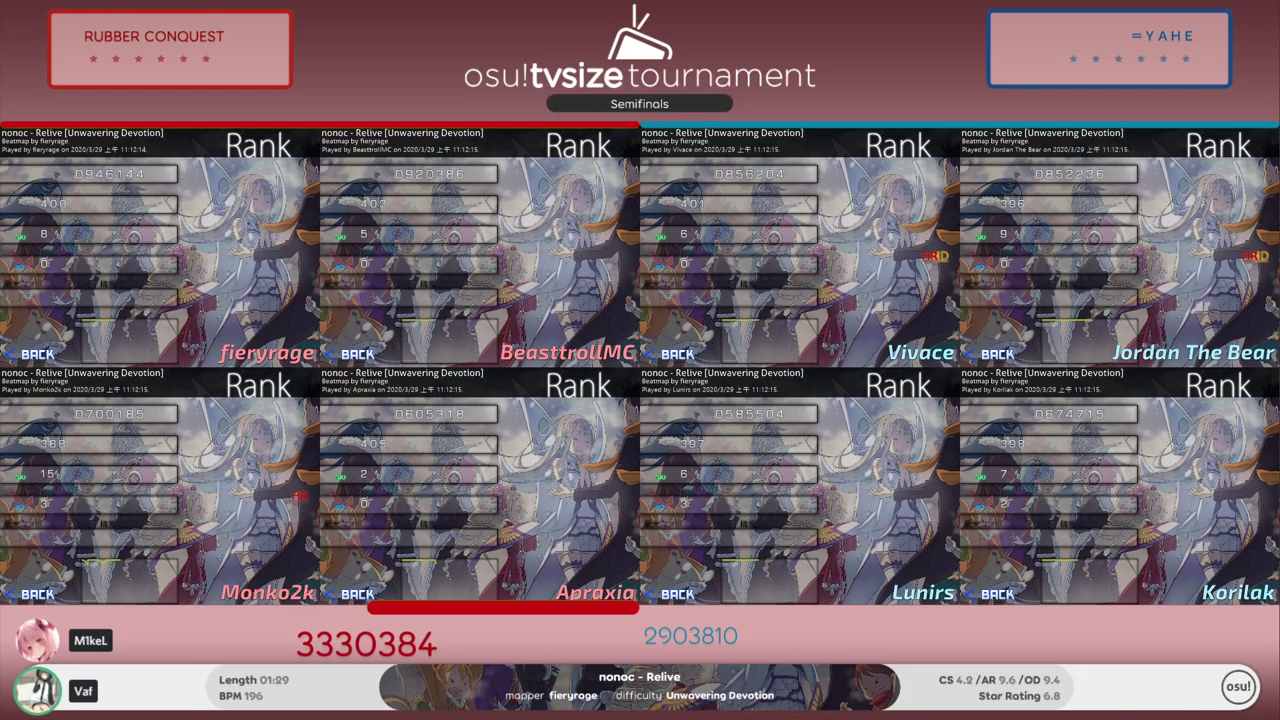 RUBBER CONQUEST
=YAHE
osu!tvsize tournament
Semifinals
nonoc - Relive [Unwavering Devotion]
Beatmap by fieryrage
Played by fieryrage on 2020/3/29 上午 11:12:14.
Rank
0946144
400
8
0
BACK
fieryrage
nonoc - Relive [Unwavering Devotion]
Beatmap by fieryrage
Played by BeasttrollMC on 2020/3/29 上午 11:12:15.
Rank
0920386
402
5
0
BACK
BeasttrollMC
nonoc - Relive [Unwavering Devotion]
Beatmap by fieryrage
Played by Vivace on 2020/3/29 上午 11:12:15.
Rank
0856204
401
6
0
HRID
BACK
Vivace
nonoc - Relive [Unwavering Devotion]
Beatmap by fieryrage
Played by Jordan The Bear on 2020/3/29 上午 11:12:15.
Rank
0852236
396
9
0
HRID
BACK
Jordan The Bear
nonoc - Relive [Unwavering Devotion]
Beatmap by fieryrage
Played by Monko2k on 2020/3/29 上午 11:12:15.
Rank
0700185
388
15
3
HR
BACK
Monko2k
nonoc - Relive [Unwavering Devotion]
Beatmap by fieryrage
Played by Apraxia on 2020/3/29 上午 11:12:15.
Rank
0605318
405
2
0
BACK
Apraxia
nonoc - Relive [Unwavering Devotion]
Beatmap by fieryrage
Played by Lunirs on 2020/3/29 上午 11:12:15.
Rank
0585504
397
6
2
BACK
Lunirs
nonoc - Relive [Unwavering Devotion]
Beatmap by fieryrage
Played by Korilak on 2020/3/29 上午 11:12:15.
Rank
0674715
398
7
2
BACK
Korilak
M1keL
3330384
2903810
Vaf
Length 01:29
BPM 196
nonoc - Relive
mapper fieryrage difficulty Unwavering Devotion
CS 4.2 /AR 9.6 /OD 9.4
Star Rating 6.8
osu!